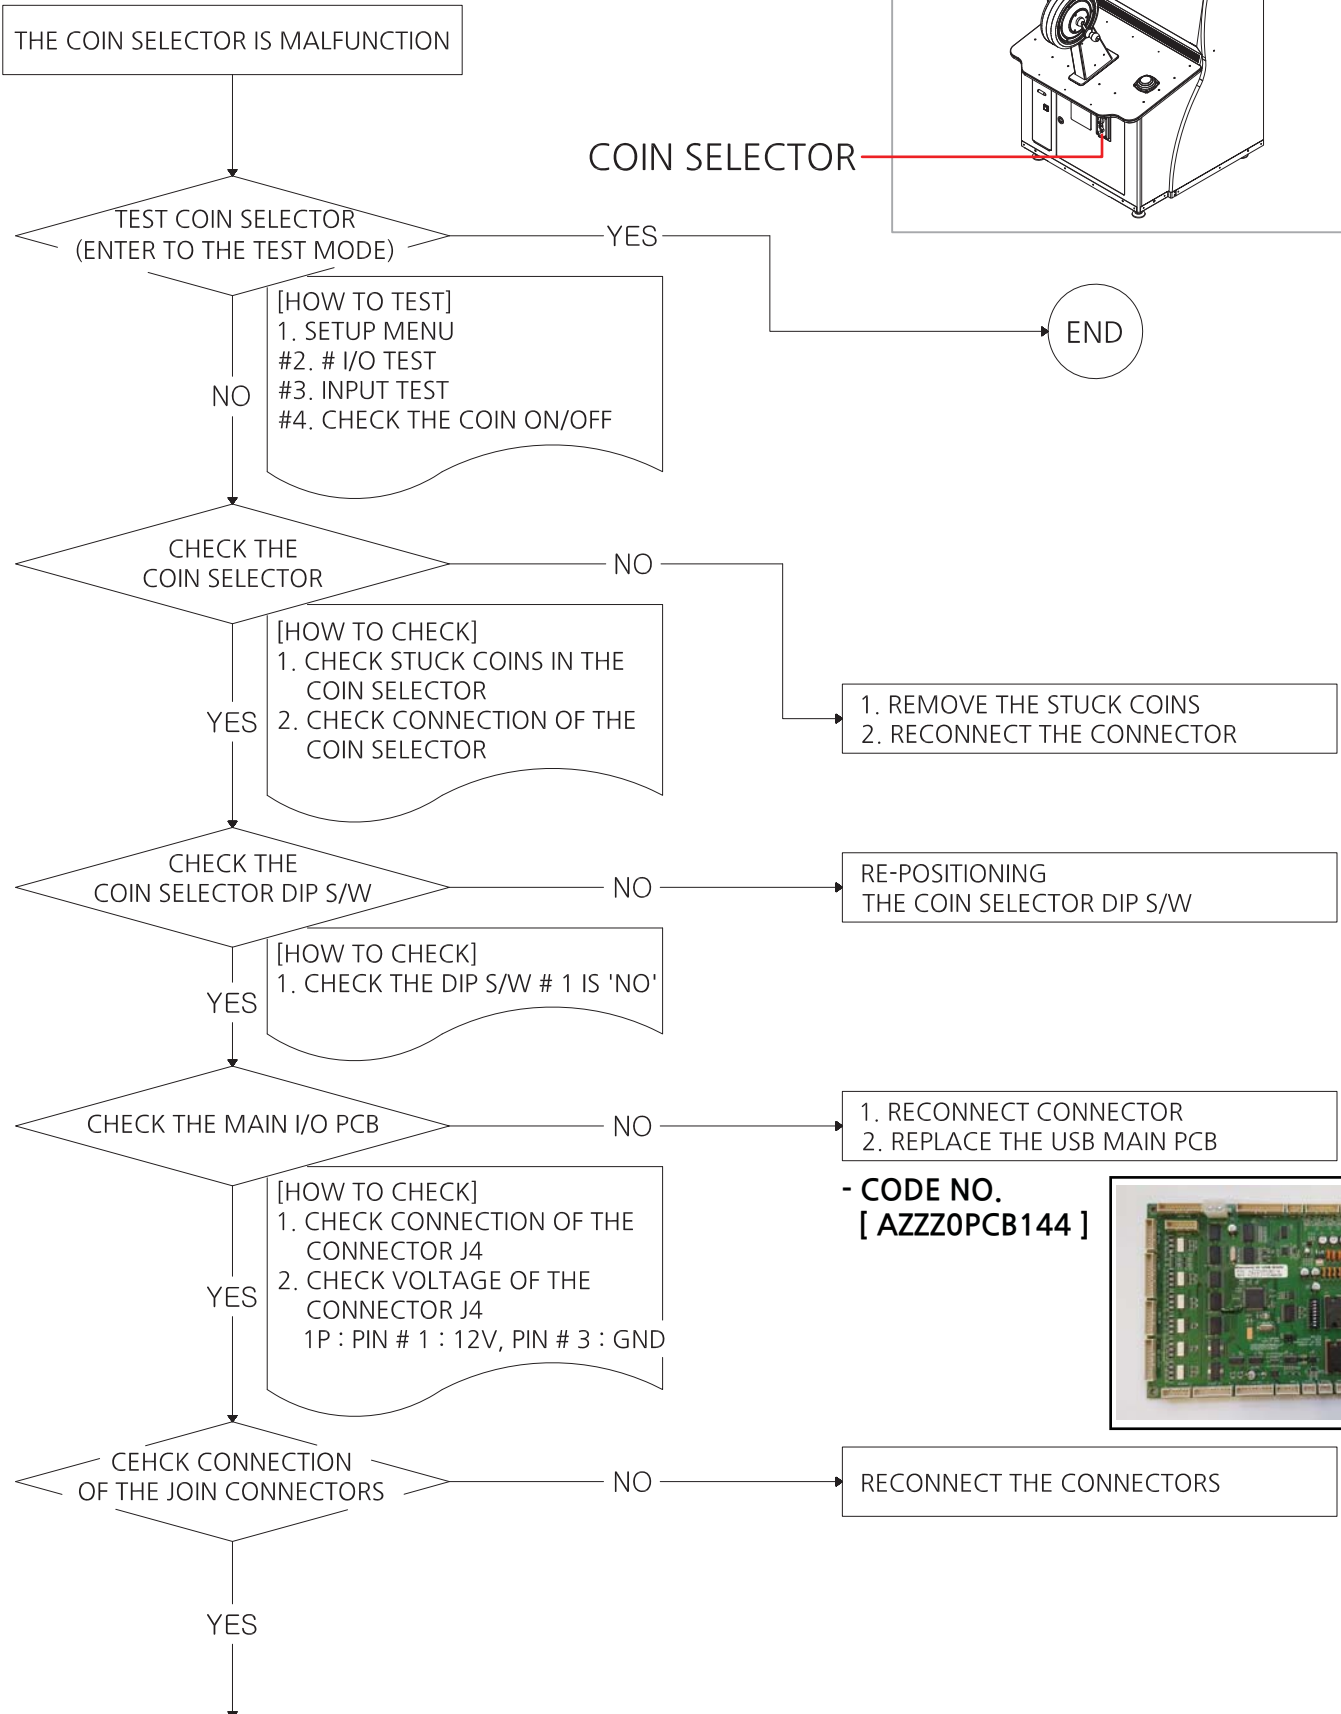 THE COIN SELECTOR IS MALFUNCTION
COIN SELECTOR
TEST COIN SELECTOR
(ENTER TO THE TEST MODE)
YES
END
[HOW TO TEST]
1. SETUP MENU
#2. # I/O TEST
#3. INPUT TEST
#4. CHECK THE COIN ON/OFF
NO
CHECK THE
COIN SELECTOR
NO
[HOW TO CHECK]
1. CHECK STUCK COINS IN THE
COIN SELECTOR
2. CHECK CONNECTION OF THE
COIN SELECTOR
YES
1. REMOVE THE STUCK COINS
2. RECONNECT THE CONNECTOR
CHECK THE
COIN SELECTOR DIP S/W
NO
RE-POSITIONING
THE COIN SELECTOR DIP S/W
[HOW TO CHECK]
1. CHECK THE DIP S/W # 1 IS 'NO'
YES
CHECK THE MAIN I/O PCB
NO
1. RECONNECT CONNECTOR
2. REPLACE THE USB MAIN PCB
- CODE NO.
[ AZZZ0PCB144 ]
[HOW TO CHECK]
1. CHECK CONNECTION OF THE
CONNECTOR J4
2. CHECK VOLTAGE OF THE
CONNECTOR J4
1P : PIN # 1 : 12V, PIN # 3 : GND
YES
CEHCK CONNECTION
OF THE JOIN CONNECTORS
NO
RECONNECT THE CONNECTORS
YES